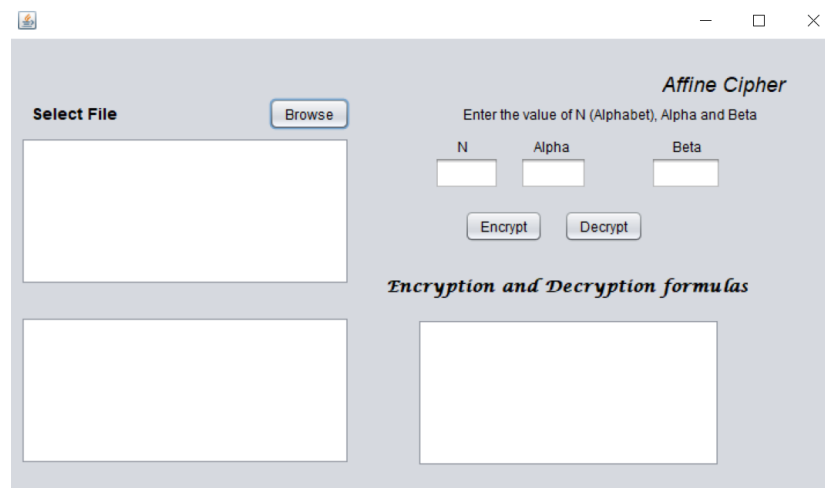 Affine Cipher
Select File
Browse
Enter the value of N (Alphabet), Alpha and Beta
N Alpha Beta
Encrypt Decrypt
Encryption and Decryption formulas